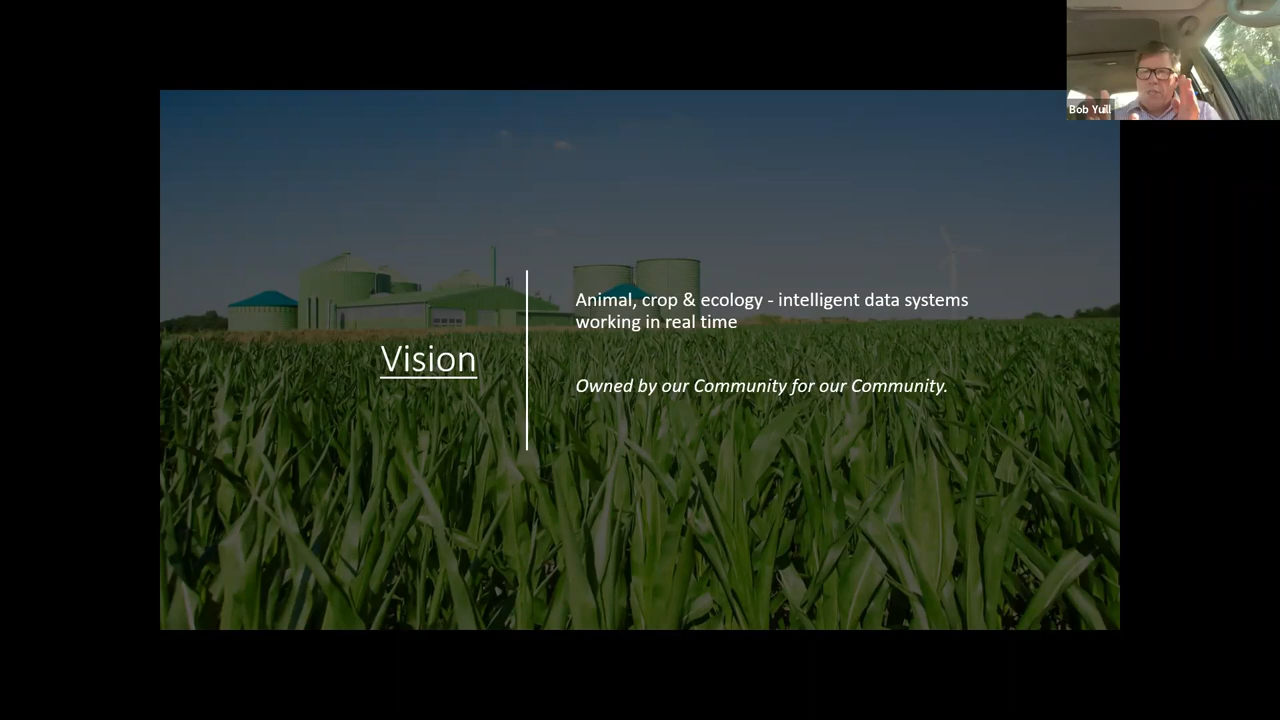 Bob Yuill
Vision
Animal, crop & ecology - intelligent data systems
working in real time
Owned by our Community for our Community.